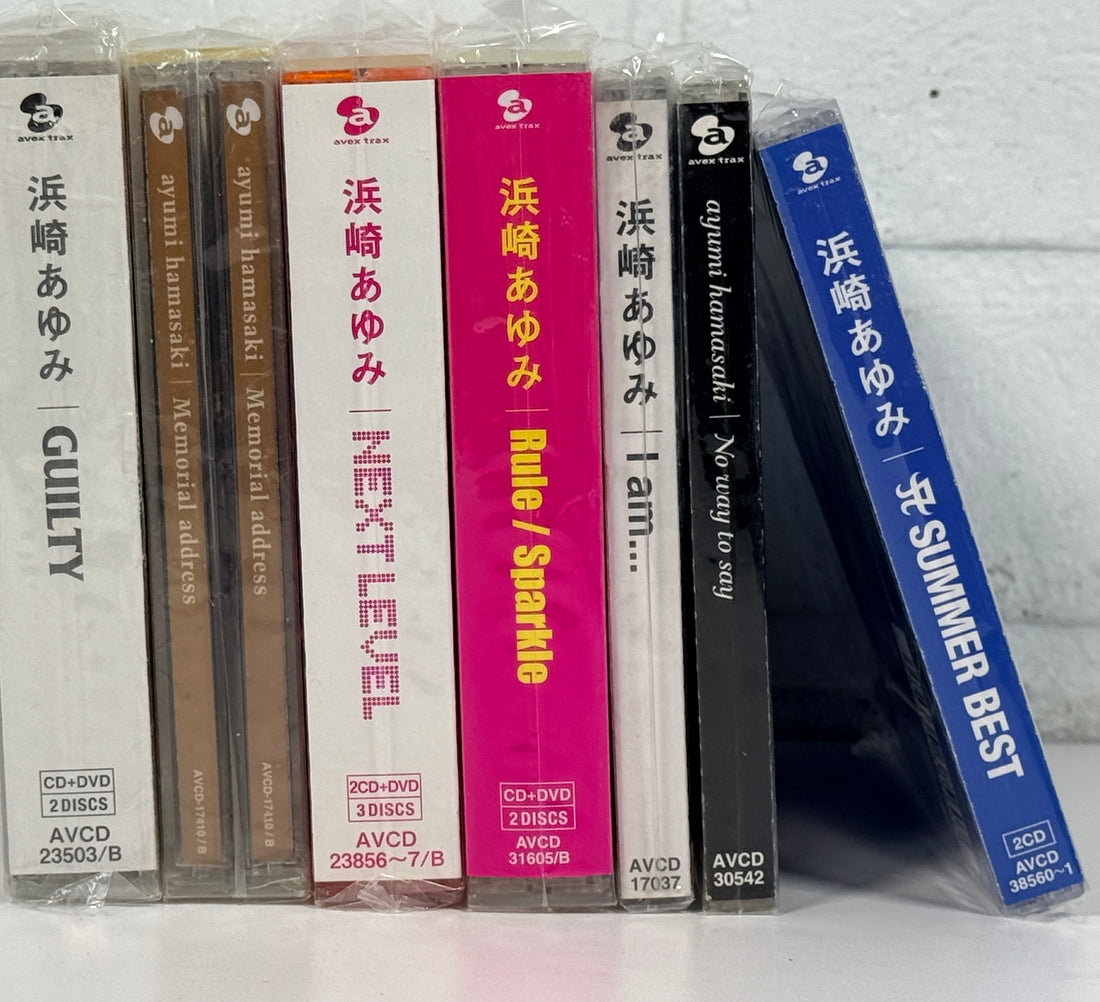 avex trax
浜崎あゆみ | GUILTY
CD+DVD
2 DISCS
AVCD
23503/B
ayumi hamasaki | Memorial address
AVCD-17410/B
ayumi hamasaki | Memorial address
AVCD-17410/B
avex trax
浜崎あゆみ | NEXT LEVEL
2CD+DVD
3 DISCS
AVCD
23856～7/B
avex trax
浜崎あゆみ | Rule / Sparkle
CD+DVD
2 DISCS
AVCD
31605/B
avex trax
浜崎あゆみ | I am...
AVCD
17037
avex trax
ayumi hamasaki | No way to say
AVCD
30542
avex trax
浜崎あゆみ | A SUMMER BEST
2CD
AVCD
38560~1